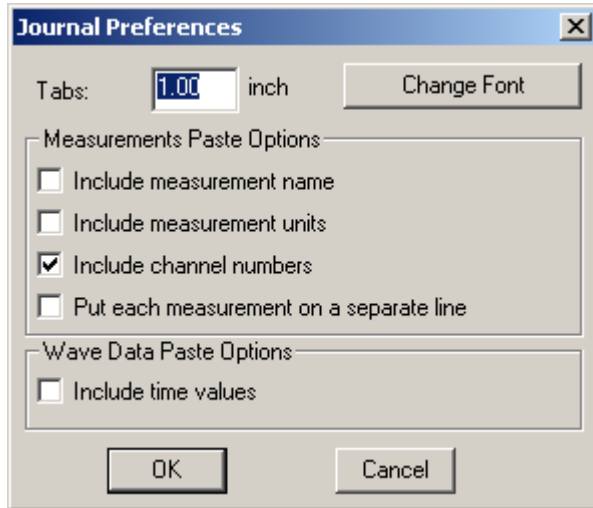 Journal Preferences
Tabs: 1.00 inch Change Font
Measurements Paste Options
Include measurement name
Include measurement units
Include channel numbers
Put each measurement on a separate line
Wave Data Paste Options
Include time values
OK Cancel